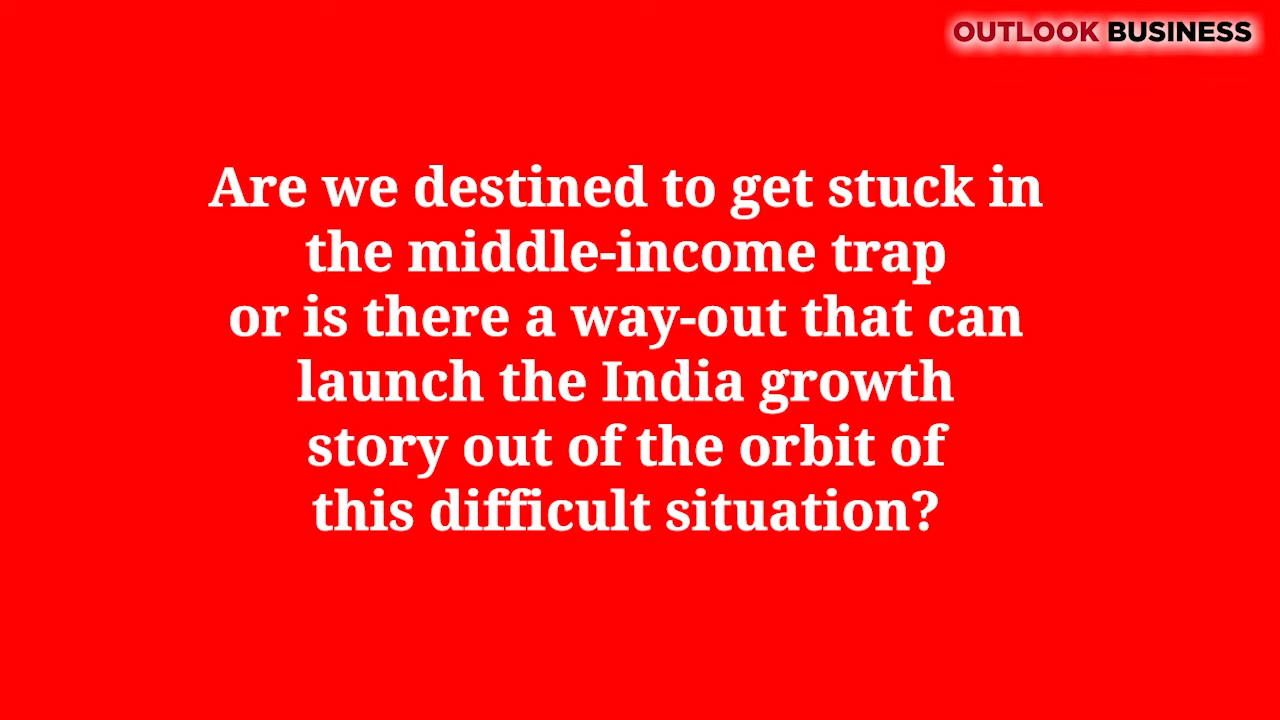 OUTLOOK BUSINESS
Are we destined to get stuck in
the middle-income trap
or is there a way-out that can
launch the India growth
story out of the orbit of
this difficult situation?